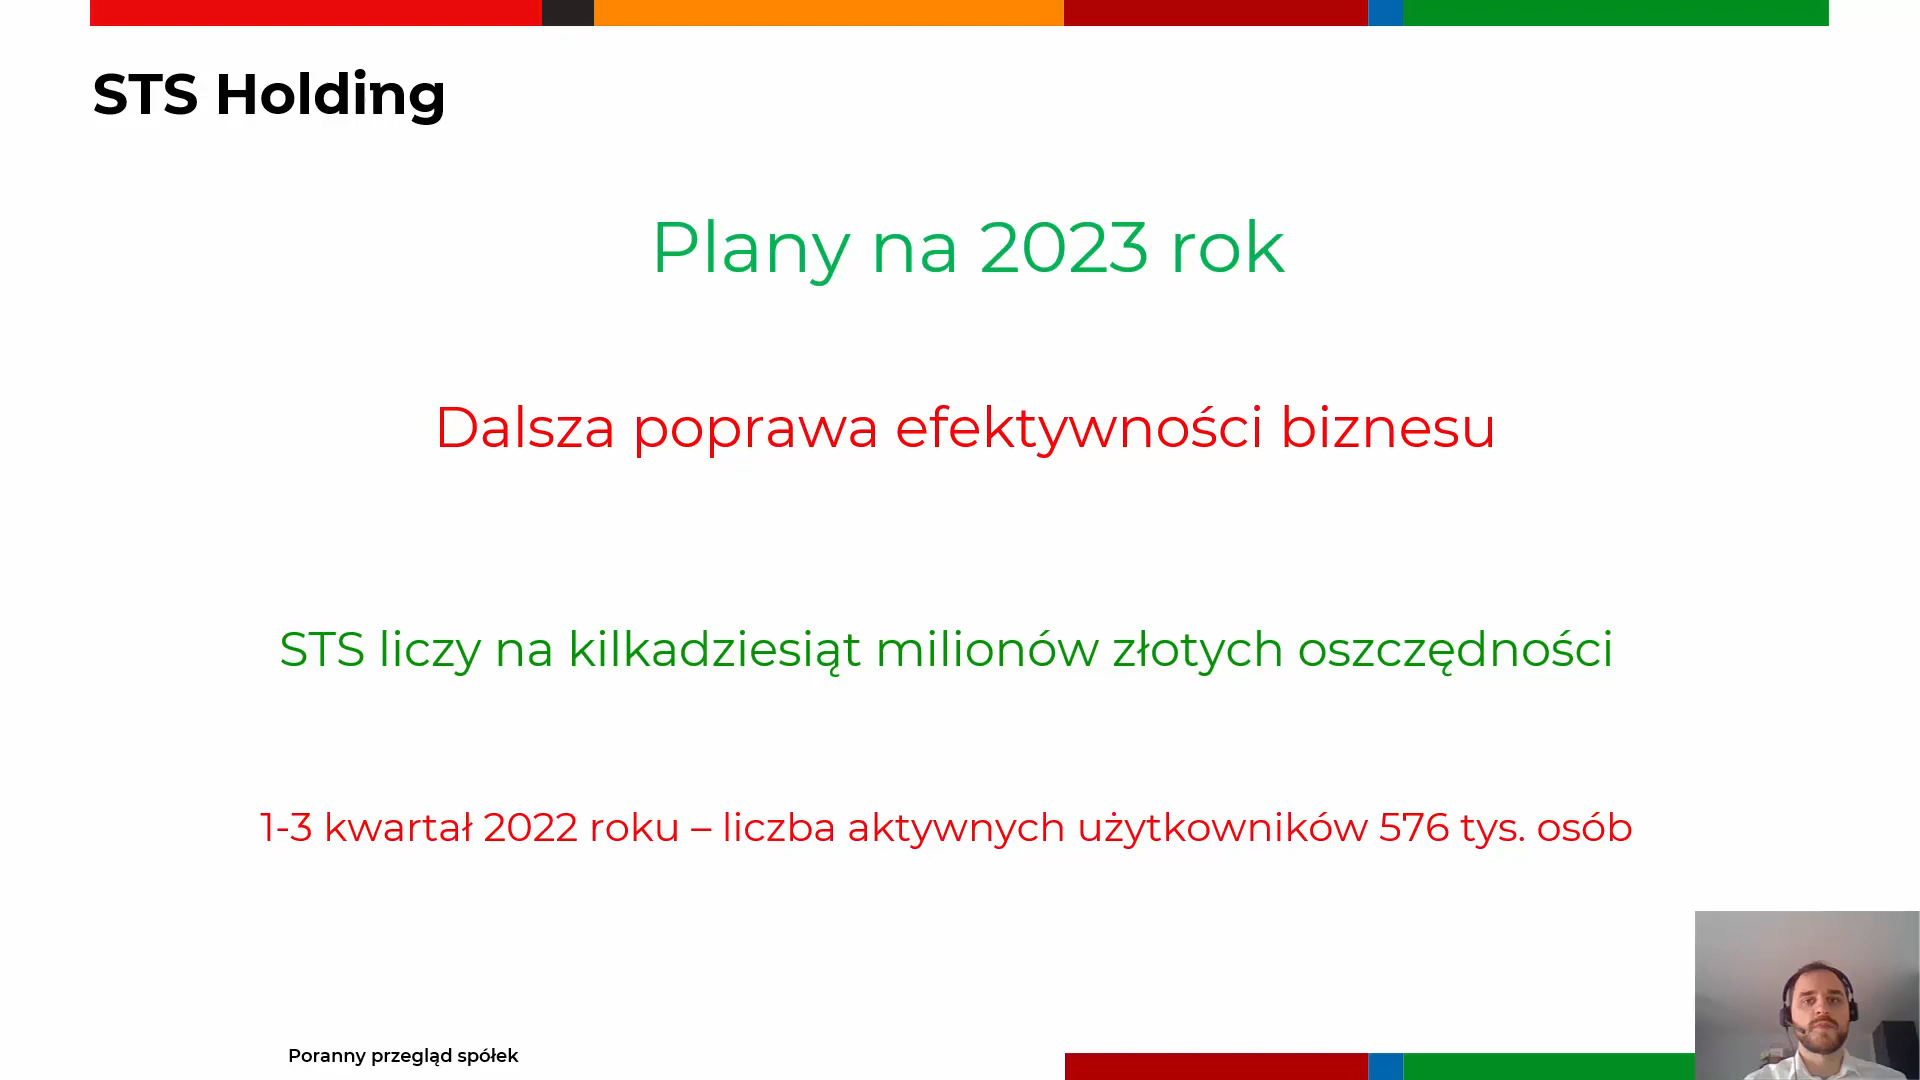 STS Holding
Plany na 2023 rok
Dalsza poprawa efektywności biznesu
STS liczy na kilkadziesiąt milionów złotych oszczędności
1-3 kwartał 2022 roku – liczba aktywnych użytkowników 576 tys. osób
Poranny przegląd spółek